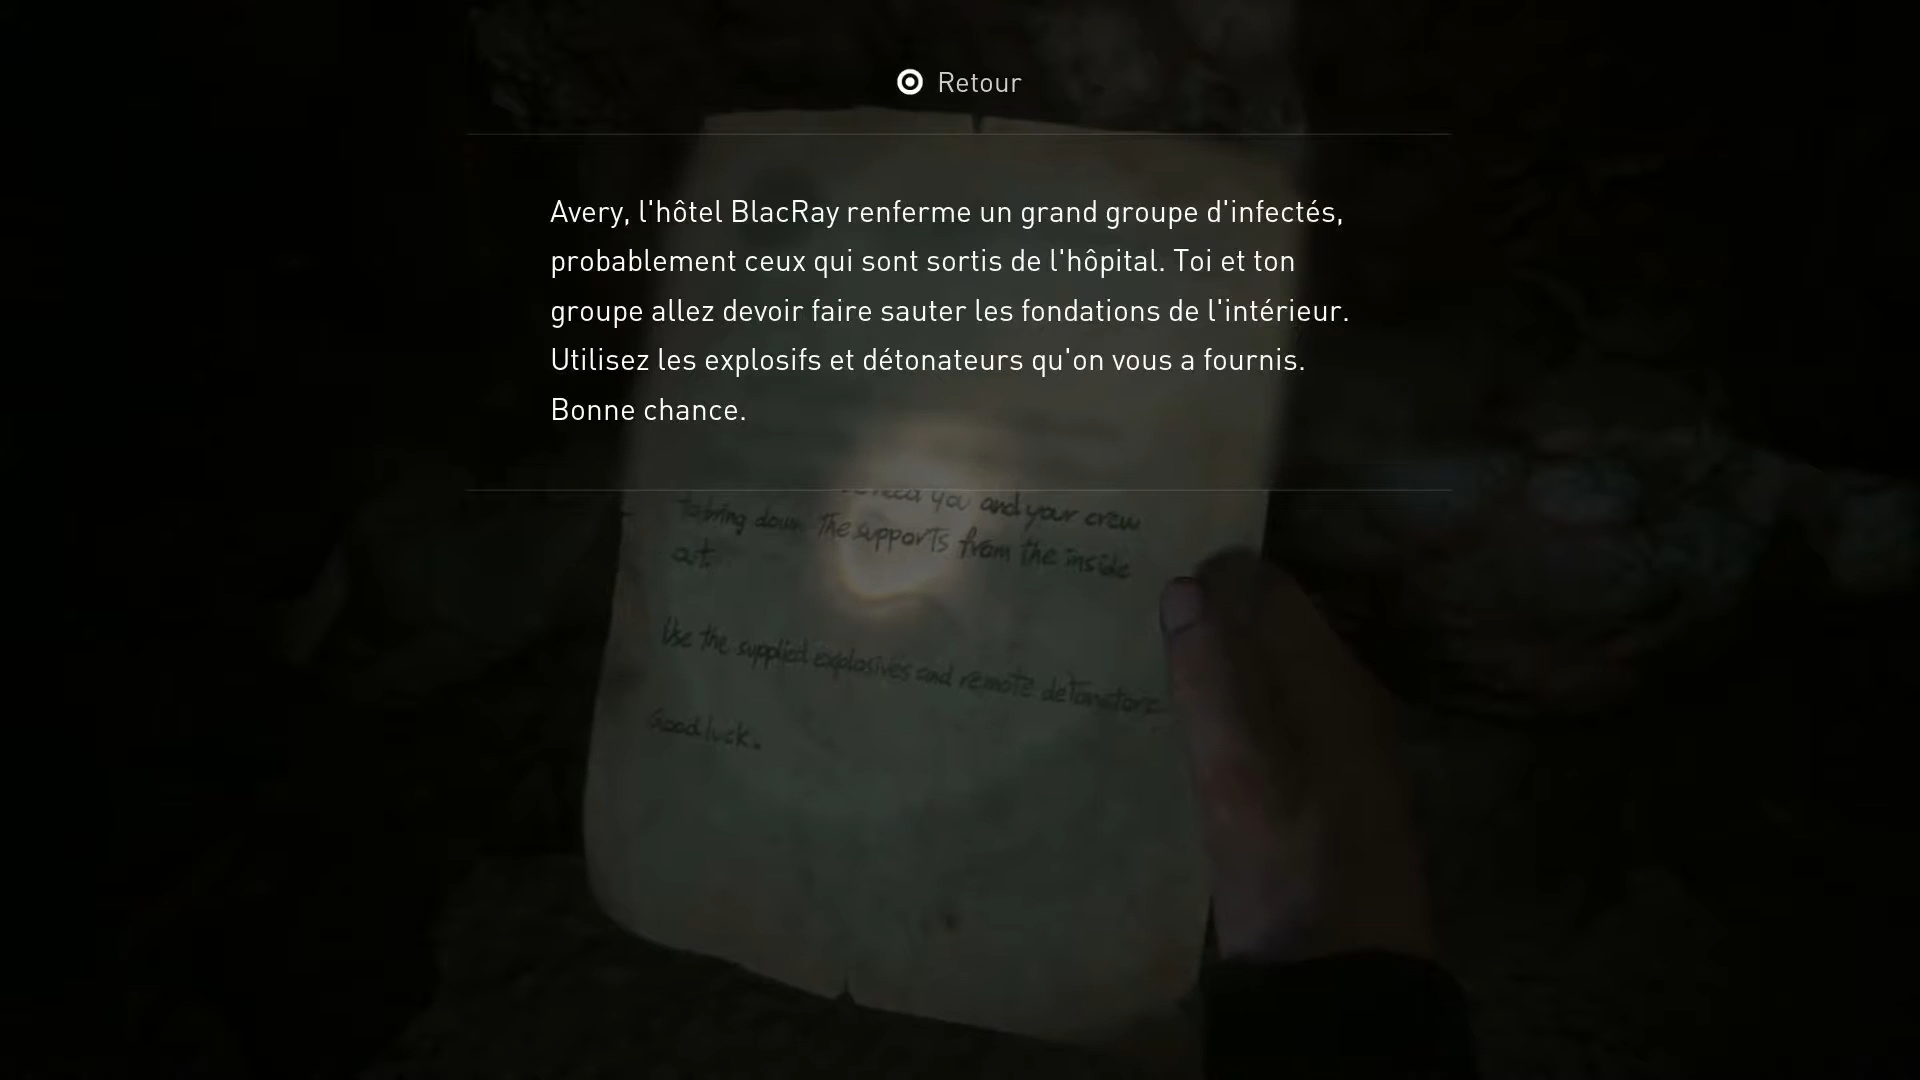 Retour
Avery, l'hôtel BlacRay renferme un grand groupe d'infectés,
probablement ceux qui sont sortis de l'hôpital. Toi et ton
groupe allez devoir faire sauter les fondations de l'intérieur.
Utilisez les explosifs et détonateurs qu'on vous a fournis.
Bonne chance.
you and your crew
to bring down the supports from the inside
out.
Use the supplied explosives and remote detonators.
Good luck.